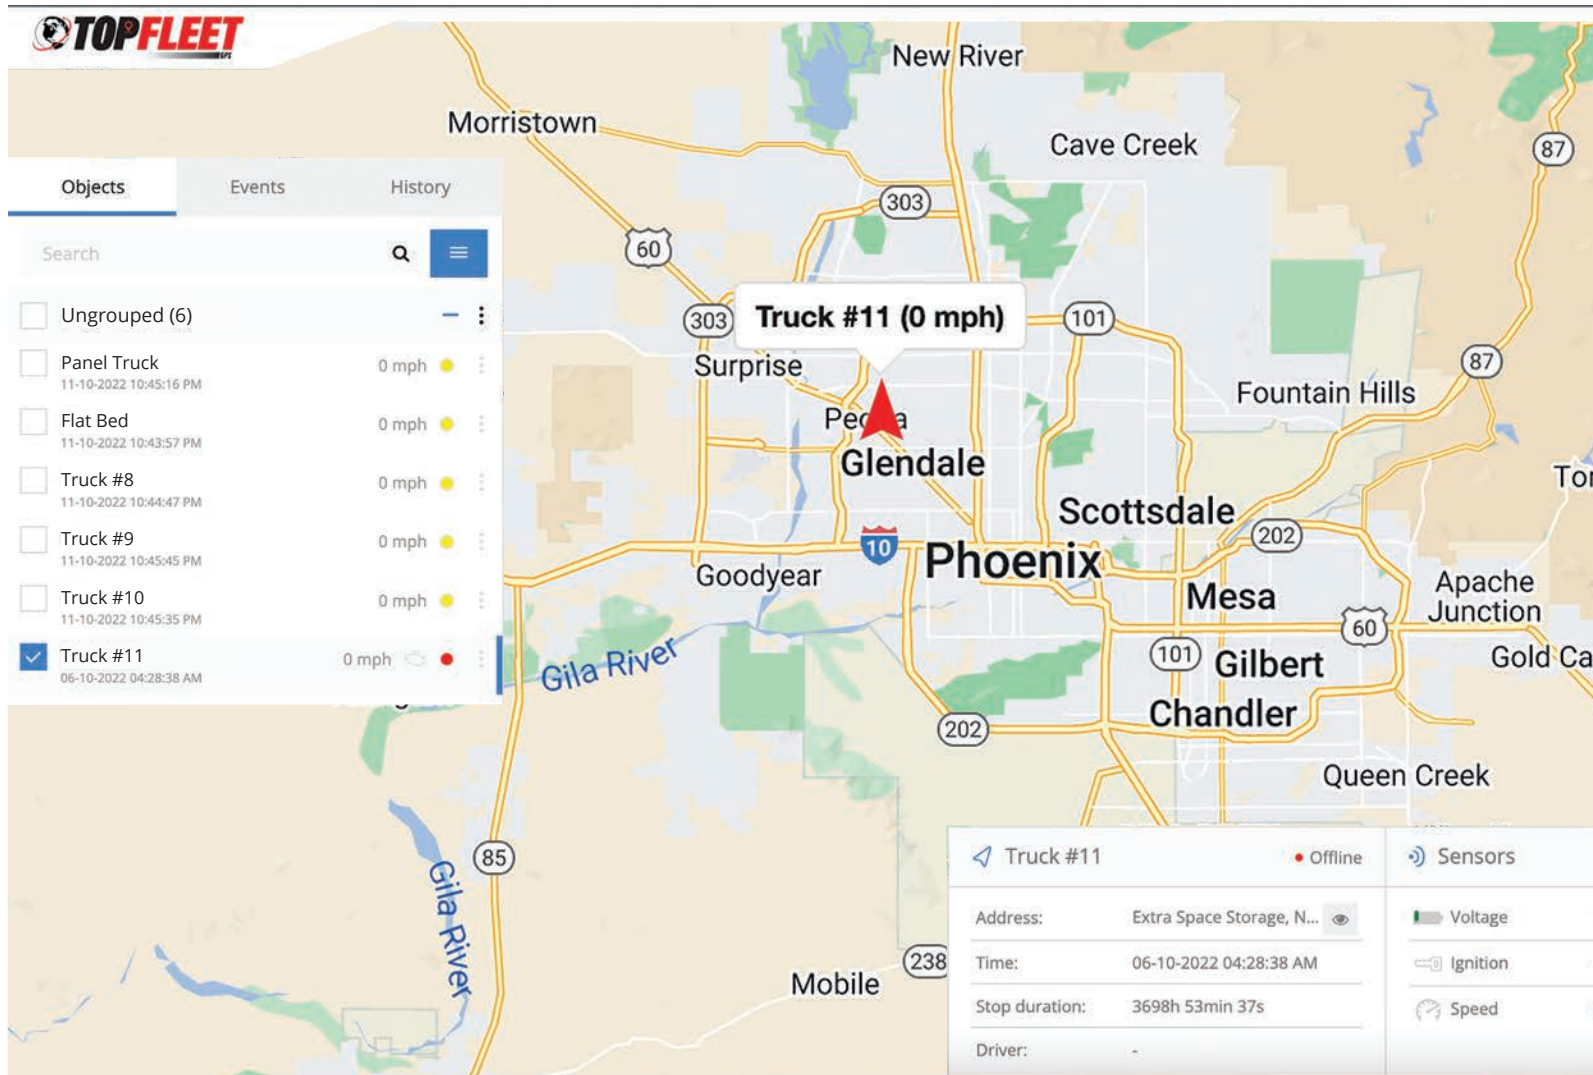 TOPFLEET
GPS
New River
Morristown
Cave Creek
87
Objects Events History
303
60
Search
Ungrouped (6)
303
Truck #11 (0 mph)
101
Panel Truck
0 mph
11-10-2022 10:45:16 PM
Surprise
87
Fountain Hills
Flat Bed
0 mph
11-10-2022 10:43:57 PM
Glendale
Truck #8
0 mph
11-10-2022 10:44:47 PM
Scottsdale
202
Truck #9
0 mph
11-10-2022 10:45:45 PM
10
Phoenix
Goodyear
Mesa
Apache
Junction
Truck #10
0 mph
11-10-2022 10:45:35 PM
60
Truck #11
0 mph
06-10-2022 04:28:38 AM
Gila River
101
Gilbert
Gold Ca
Chandler
202
Queen Creek
85
Gila River
Mobile
238
Truck #11
Offline
Sensors
Address: Extra Space Storage, N...
Voltage
Time: 06-10-2022 04:28:38 AM
Ignition
Stop duration: 3698h 53min 37s
Speed
Driver: -